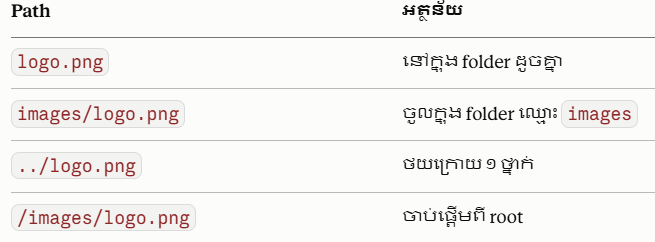 Path អត្ថន័យ
logo.png នៅក្នុង folder ដូចគ្នា
images/logo.png ចូលក្នុង folder ឈ្មោះ images
../logo.png ថយក្រោយ ១ ថ្នាក់
/images/logo.png ចាប់ផ្តើមពី root